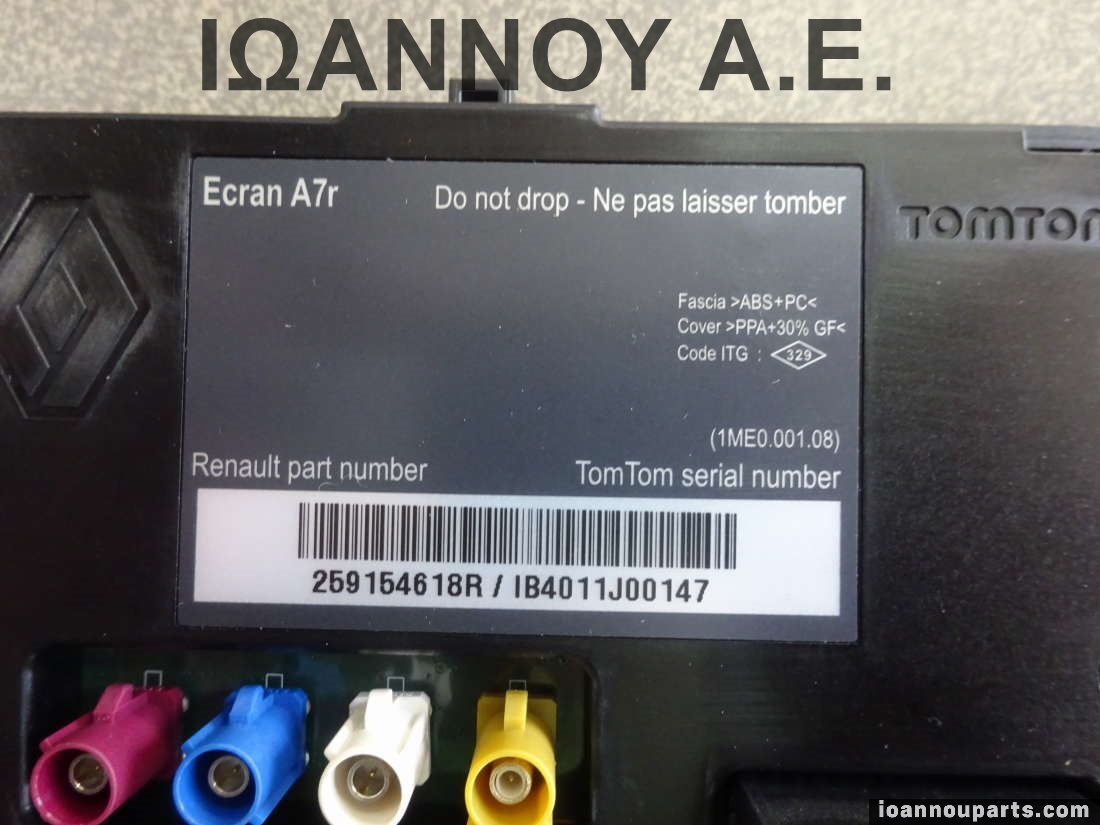 ΙΩΑΝΝΟΥ Α.Ε.
Ecran A7r
Do not drop - Ne pas laisser tomber
TOMTOM
Fascia >ABS+PC<
Cover >PPA+30% GF<
Code ITG : 329
(1ME0.001.08)
Renault part number
TomTom serial number
259154618R / IB4011J00147
ioannouparts.com